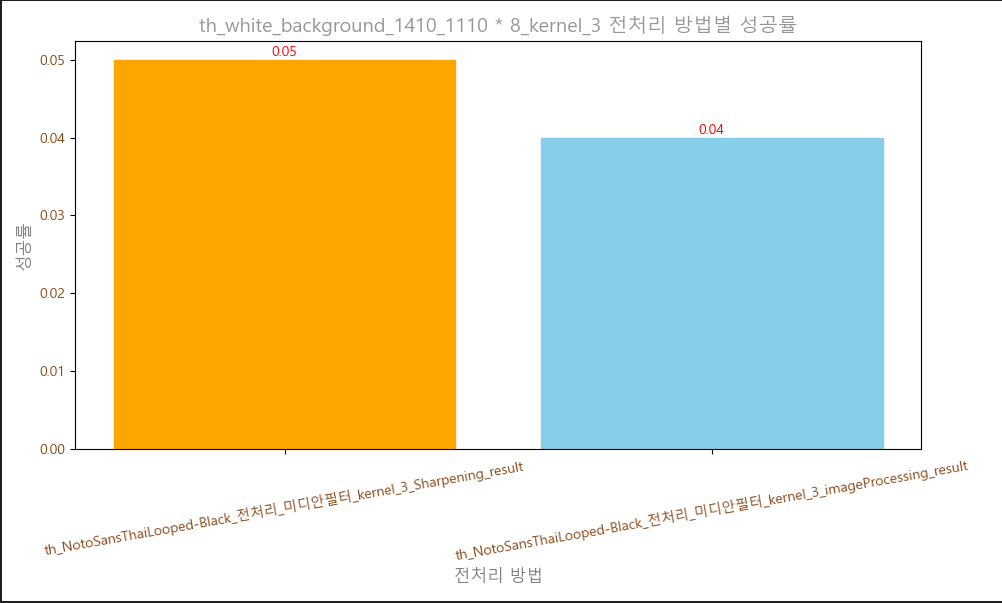 th_white_background_1410_1110 * 8_kernel_3 전처리 방법별 성공률
0.05
0.04
0.05
0.04
0.03
0.02
0.01
0.00
성공률
th_NotoSansThaiLooped-Black_전처리_미디안필터_kernel_3_Sharpening_result
th_NotoSansThaiLooped-Black_전처리_미디안필터_kernel_3_imageProcessing_result
전처리 방법